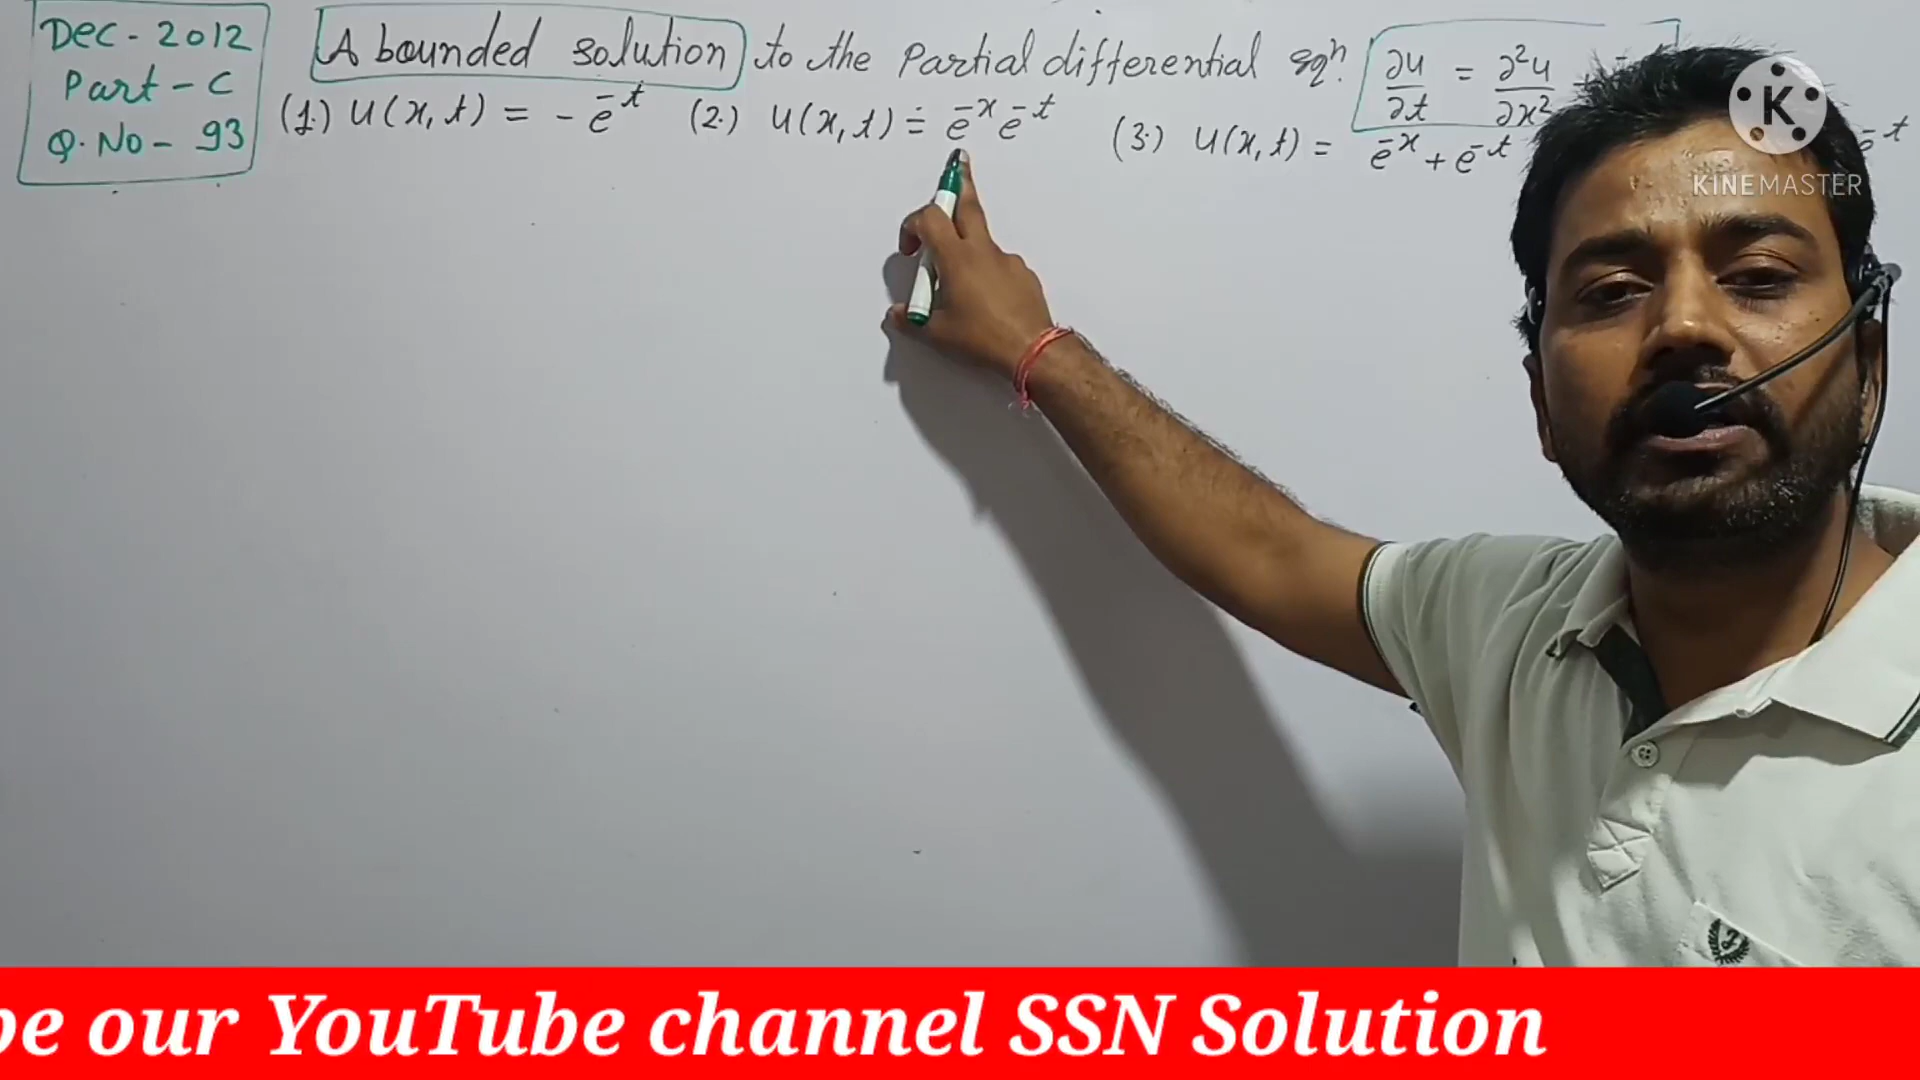 Dec - 2012
Part - C
Q. No - 93
A bounded solution to the Partial differential eqⁿ. ∂u/∂t = ∂²u/∂x²
(1.) u(x,t) = -e^-t (2.) u(x,t) = e^-x e^-t (3.) u(x,t) = e^-x + e^-t e^-t
K
KINEMASTER
be our YouTube channel SSN Solution